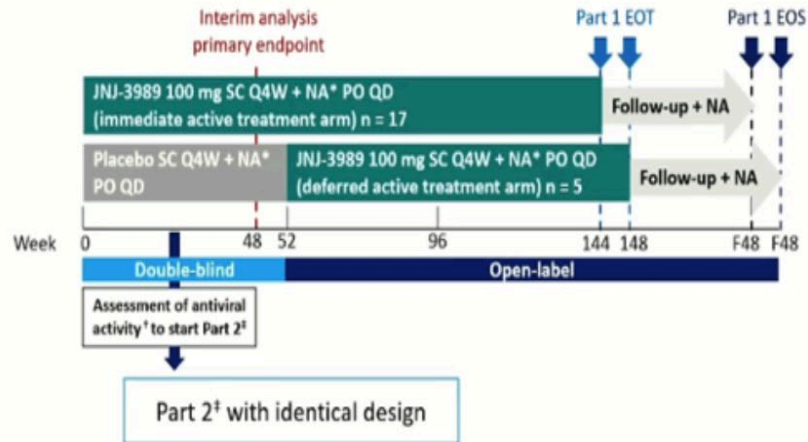 Interim analysis
primary endpoint
Part 1 EOT
Part 1 EOS
JNJ-3989 100 mg SC Q4W + NA* PO QD
(immediate active treatment arm) n = 17
Follow-up + NA
Placebo SC Q4W + NA*
PO QD
JNJ-3989 100 mg SC Q4W + NA* PO QD
(deferred active treatment arm) n = 5
Follow-up + NA
Week 0 48 52 96 144 148 F48 F48
Double-blind Open-label
Assessment of antiviral
activity† to start Part 2‡
Part 2‡ with identical design